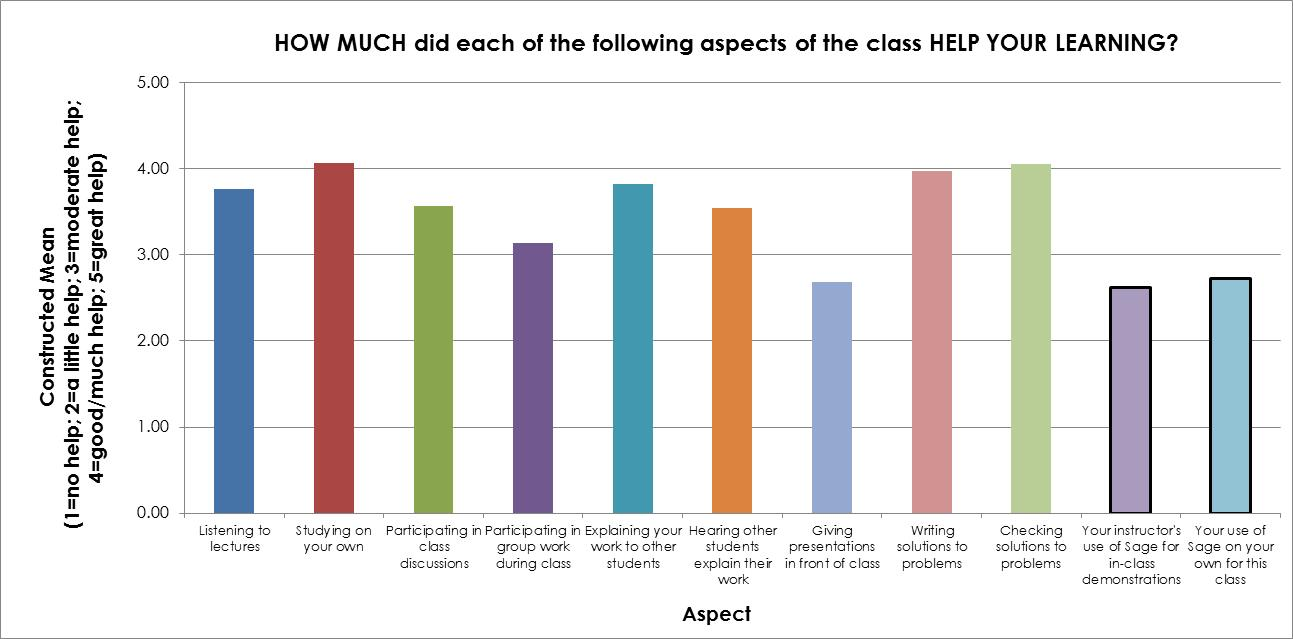 HOW MUCH did each of the following aspects of the class HELP YOUR LEARNING?
Constructed Mean
(1=no help; 2=a little help; 3=moderate help;
4=good/much help; 5=great help)
5.00
4.00
3.00
2.00
1.00
0.00
Listening to
lectures
Studying on
your own
Participating in
class
discussions
Participating in
group work
during class
Explaining your
work to other
students
Hearing other
students
explain their
work
Giving
presentations
in front of class
Writing
solutions to
problems
Checking
solutions to
problems
Your instructor's
use of Sage for
in-class
demonstrations
Your use of
Sage on your
own for this
class
Aspect